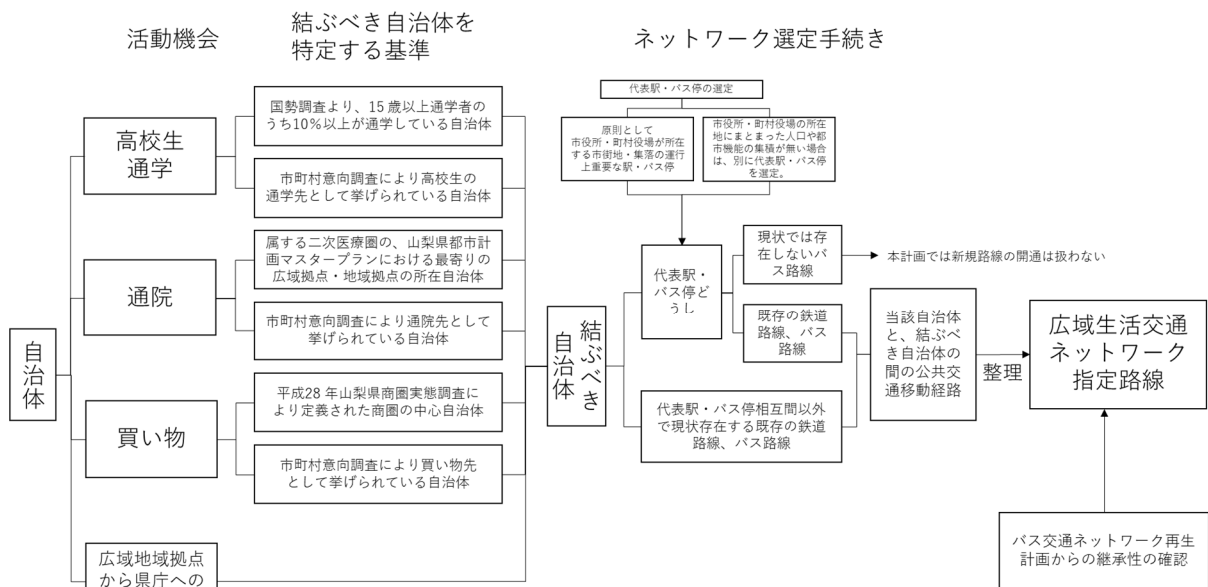 活動機会
結ぶべき自治体を
特定する基準
ネットワーク選定手続き
自治体
高校生
通学
国勢調査より、15歳以上通学者の
うち10%以上が通学している自治体
市町村意向調査により高校生の
通学先として挙げられている自治体
通院
属する二次医療圏の、山梨県都市計
画マスタープランにおける最寄りの
広域拠点・地域拠点の所在自治体
市町村意向調査により通院先として
挙げられている自治体
買い物
平成28年山梨県商圏実態調査に
より定義された商圏の中心自治体
市町村意向調査により買い物先
として挙げられている自治体
広域地域拠点
から県庁への
結ぶべき
自治体
代表駅・バス停の選定
原則として
市役所・町村役場が所在
する市街地・集落の運行
上重要な駅・バス停
市役所・町村役場の所在
地にまとまった人口や都
市機能の集積が無い場合
は、別に代表駅・バス停
を選定。
代表駅・
バス停どう
し
現状では存
在しないバ
ス路線
本計画では新規路線の開通は扱わない
既存の鉄道
路線、バス
路線
代表駅・バス停相互間以外
で現状存在する既存の鉄道
路線、バス路線
当該自治体
と、結ぶべ
き自治体の
間の公共交
通移動経路
整理
広域生活交通
ネットワーク
指定路線
バス交通ネットワーク再生
計画からの継承性の確認